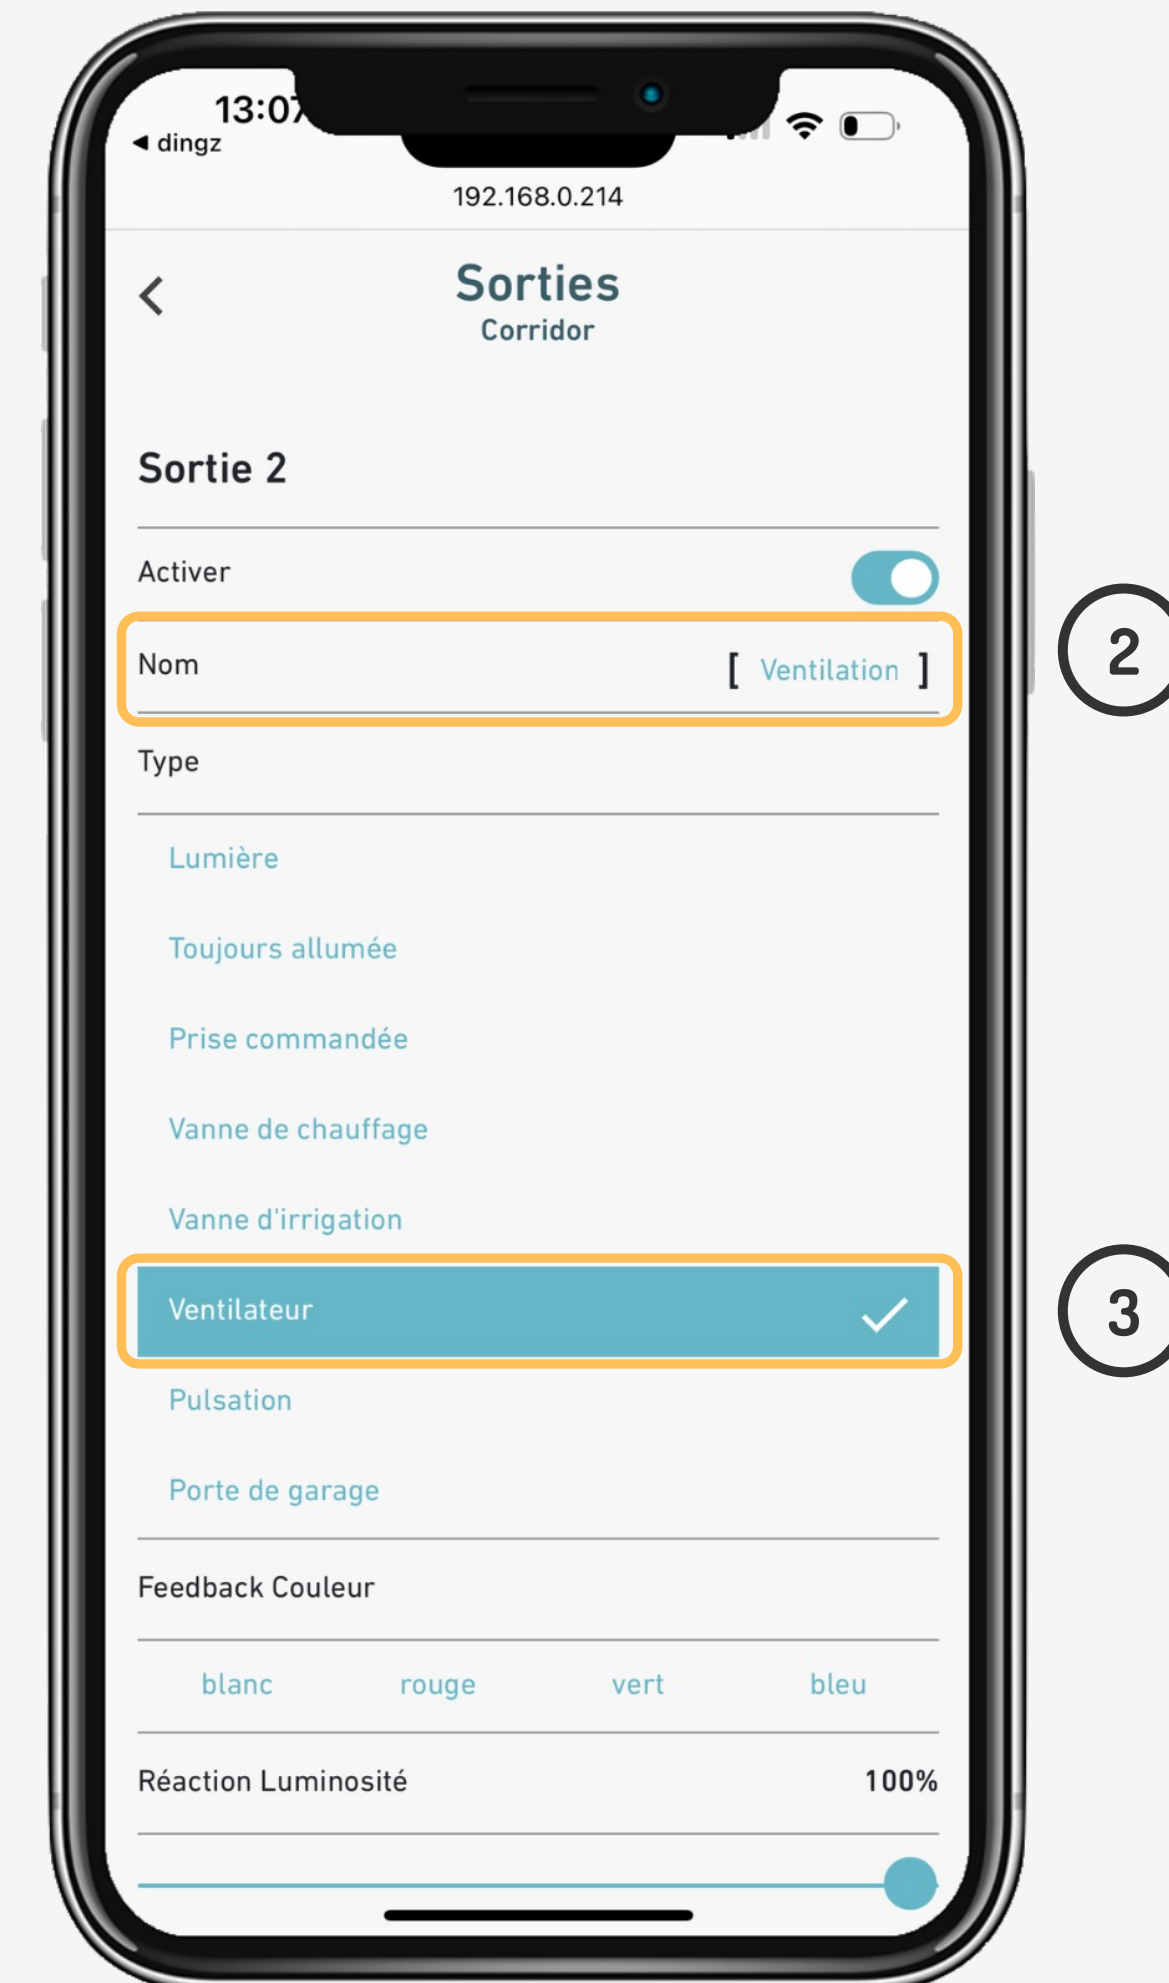 13:07
◀ dingz
192.168.0.214
Sorties
Corridor
Sortie 2
Activer
Nom [ Ventilation ]
2
Type
Lumière
Toujours allumée
Prise commandée
Vanne de chauffage
Vanne d'irrigation
Ventilateur
3
Pulsation
Porte de garage
Feedback Couleur
blanc rouge vert bleu
Réaction Luminosité 100%